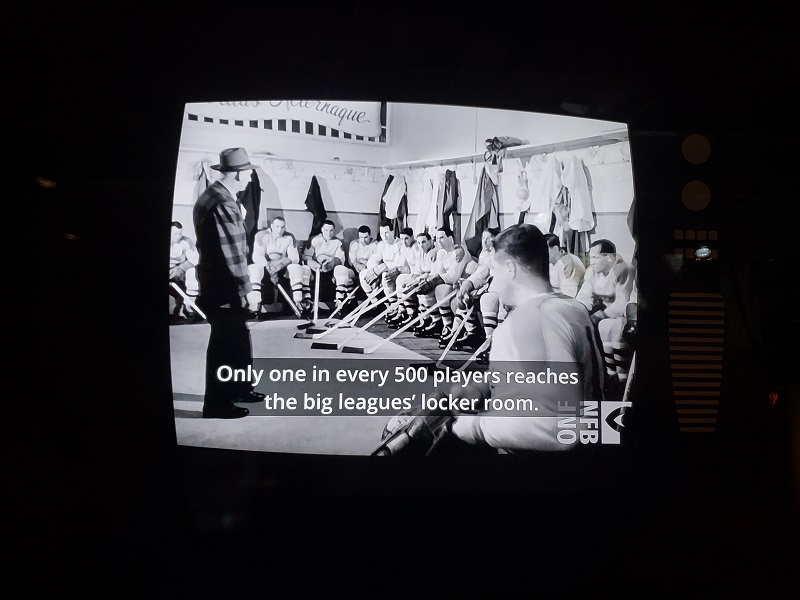 Only one in every 500 players reaches
the big leagues' locker room.
NFB
ONF